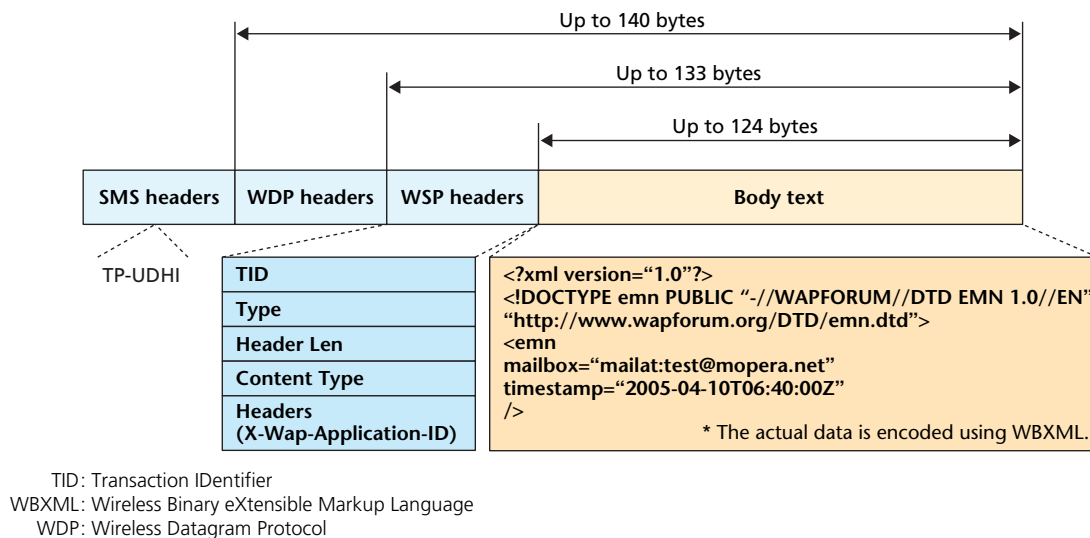 Up to 140 bytes
Up to 133 bytes
Up to 124 bytes
SMS headers
WDP headers
WSP headers
Body text
TP-UDHI
TID
Type
Header Len
Content Type
Headers
(X-Wap-Application-ID)
<?xml version=“1.0”?>
<!DOCTYPE emn PUBLIC “-//WAPFORUM//DTD EMN 1.0//EN”
“http://www.wapforum.org/DTD/emn.dtd”>
<emn
mailbox=“mailat:test@mopera.net”
timestamp=“2005-04-10T06:40:00Z”
/>
* The actual data is encoded using WBXML.
TID: Transaction IDentifier
WBXML: Wireless Binary eXtensible Markup Language
WDP: Wireless Datagram Protocol